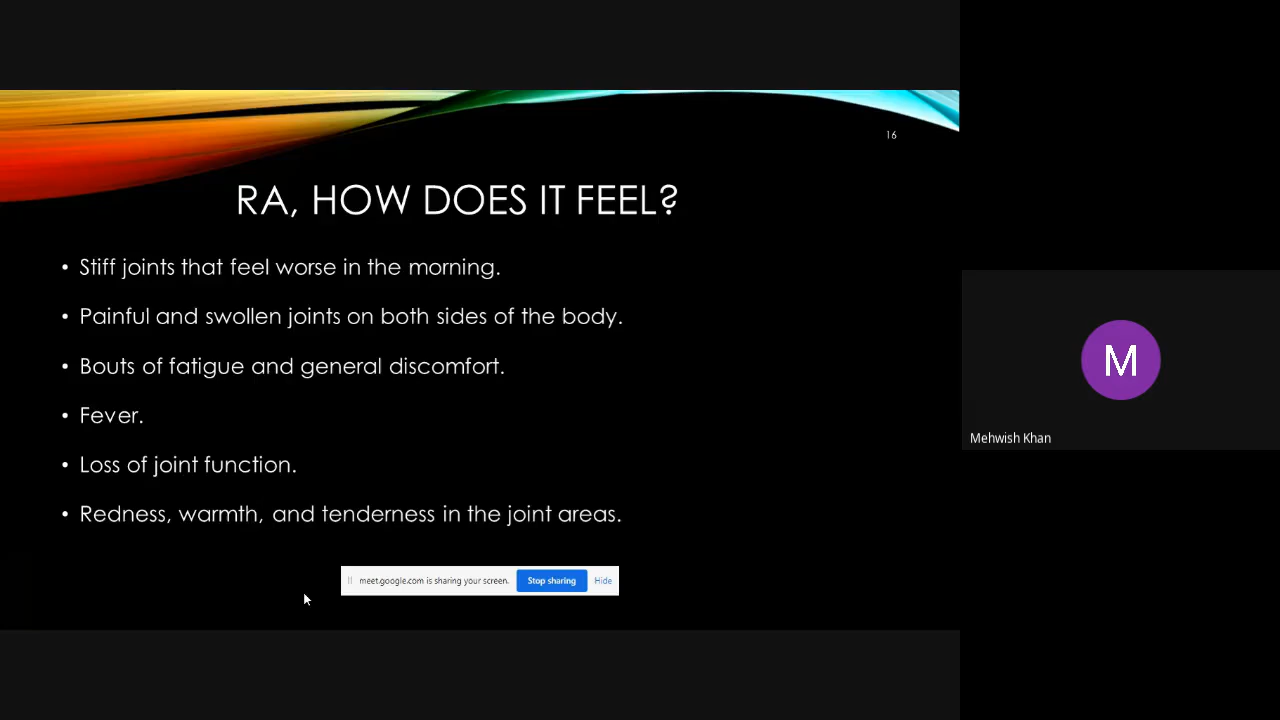 16
RA, HOW DOES IT FEEL?
• Stiff joints that feel worse in the morning.
• Painful and swollen joints on both sides of the body.
• Bouts of fatigue and general discomfort.
• Fever.
• Loss of joint function.
• Redness, warmth, and tenderness in the joint areas.
meet.google.com is sharing your screen. Stop sharing Hide
M
Mehwish Khan